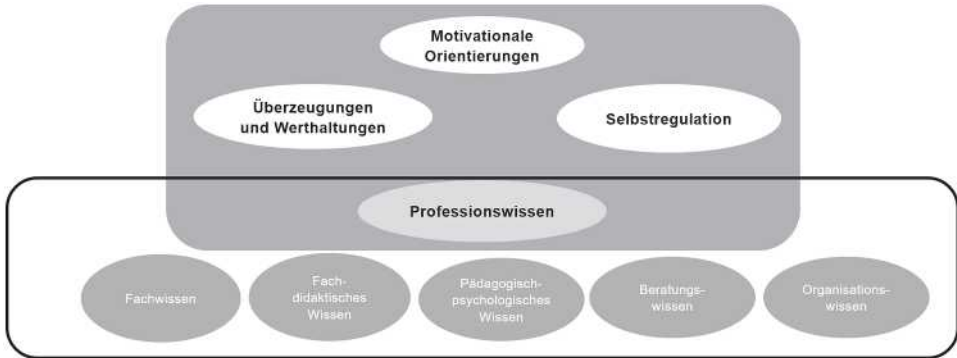 Motivationale
Orientierungen
Überzeugungen
und Werthaltungen
Selbstregulation
Professionswissen
Fachwissen
Fach-
didaktisches
Wissen
Pädagogisch-
psychologisches
Wissen
Beratungs-
wissen
Organisations-
wissen